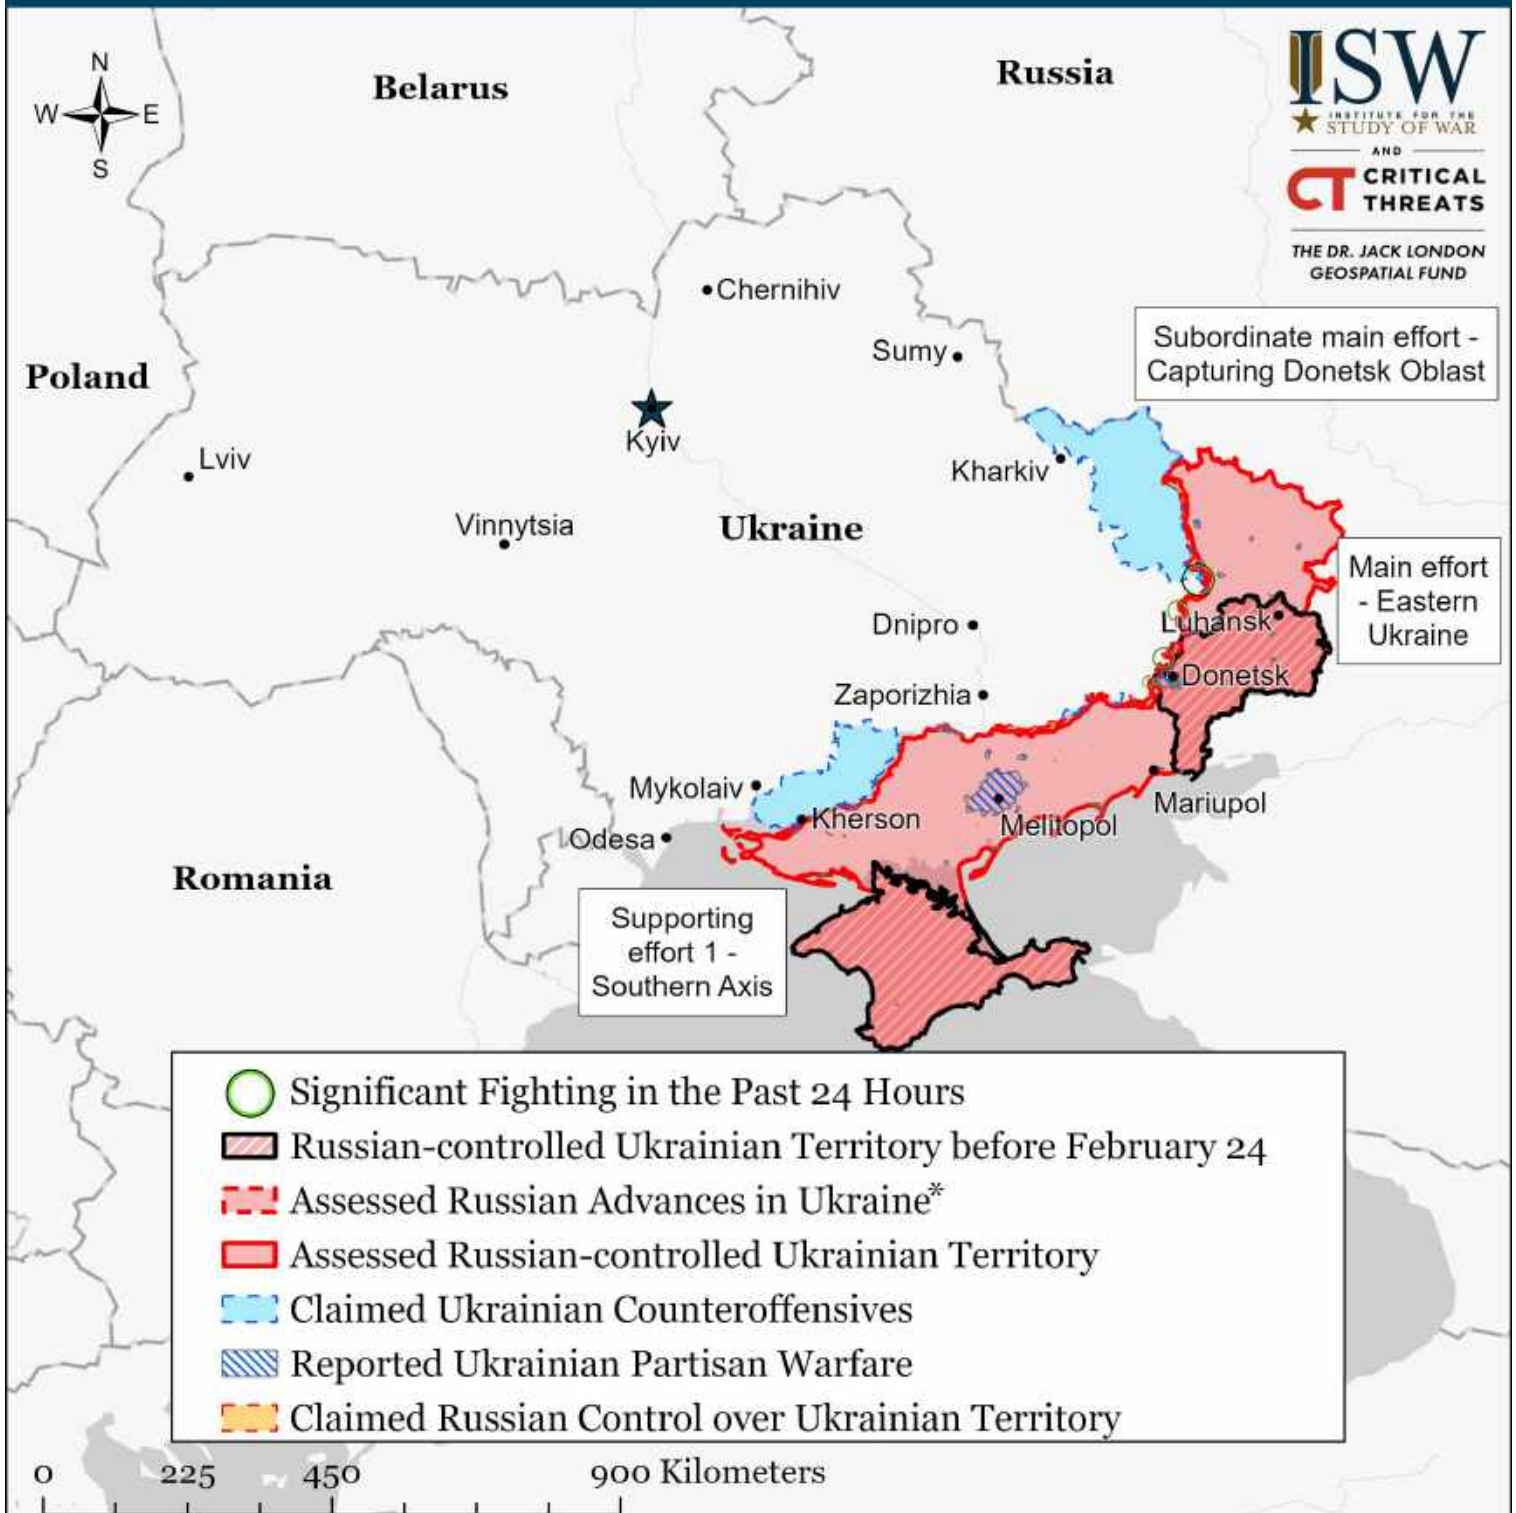 N
W
E
S
Belarus
Russia
ISW
INSTITUTE FOR THE
STUDY OF WAR
AND
CT CRITICAL
THREATS
THE DR. JACK LONDON
GEOSPATIAL FUND
Chernihiv
Subordinate main effort -
Capturing Donetsk Oblast
Sumy
Poland
Kyiv
Lviv
Kharkiv
Vinnytsia
Ukraine
Main effort
- Eastern
Ukraine
Dnipro
Luhansk
Donetsk
Zaporizhia
Mykolaiv
Mariupol
Kherson
Melitopol
Odesa
Romania
Supporting
effort 1 -
Southern Axis
Significant Fighting in the Past 24 Hours
Russian-controlled Ukrainian Territory before February 24
Assessed Russian Advances in Ukraine*
Assessed Russian-controlled Ukrainian Territory
Claimed Ukrainian Counteroffensives
Reported Ukrainian Partisan Warfare
Claimed Russian Control over Ukrainian Territory
0 225 450 900 Kilometers